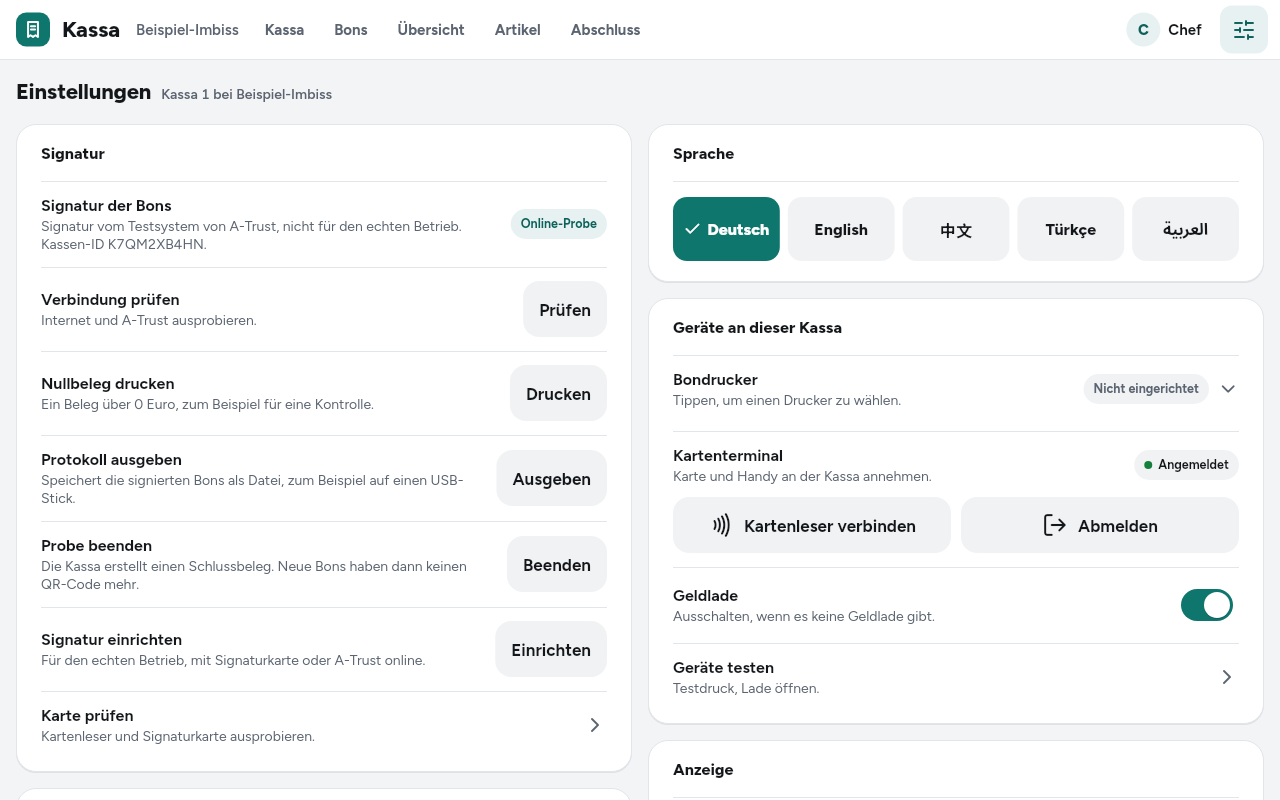 Kassa Beispiel-Imbiss Kassa Bons Übersicht Artikel Abschluss C Chef
Einstellungen Kassa 1 bei Beispiel-Imbiss
Signatur
Signatur der Bons
Signatur vom Testsystem von A-Trust, nicht für den echten Betrieb.
Kassen-ID K7QM2XB4HN.
Online-Probe
Verbindung prüfen
Internet und A-Trust ausprobieren.
Prüfen
Nullbeleg drucken
Ein Beleg über 0 Euro, zum Beispiel für eine Kontrolle.
Drucken
Protokoll ausgeben
Speichert die signierten Bons als Datei, zum Beispiel auf einen USB-
Stick.
Ausgeben
Probe beenden
Die Kassa erstellt einen Schlussbeleg. Neue Bons haben dann keinen
QR-Code mehr.
Beenden
Signatur einrichten
Für den echten Betrieb, mit Signaturkarte oder A-Trust online.
Einrichten
Karte prüfen
Kartenleser und Signaturkarte ausprobieren.
Sprache
Deutsch English 中文 Türkçe العربية
Geräte an dieser Kassa
Bondrucker
Tippen, um einen Drucker zu wählen.
Nicht eingerichtet
Kartenterminal
Karte und Handy an der Kassa annehmen.
Angemeldet
Kartenleser verbinden Abmelden
Geldlade
Ausschalten, wenn es keine Geldlade gibt.
Geräte testen
Testdruck, Lade öffnen.
Anzeige